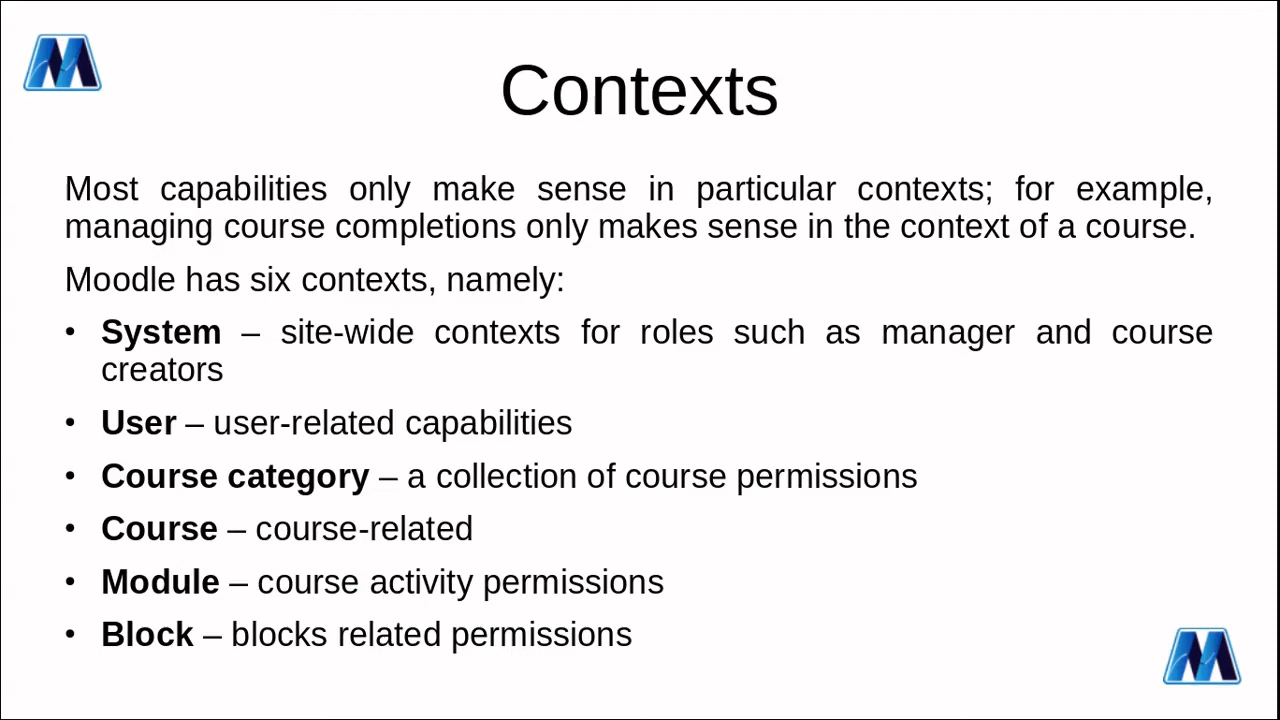 Contexts
Most capabilities only make sense in particular contexts; for example,
managing course completions only makes sense in the context of a course.
Moodle has six contexts, namely:
• System – site-wide contexts for roles such as manager and course
creators
• User – user-related capabilities
• Course category – a collection of course permissions
• Course – course-related
• Module – course activity permissions
• Block – blocks related permissions